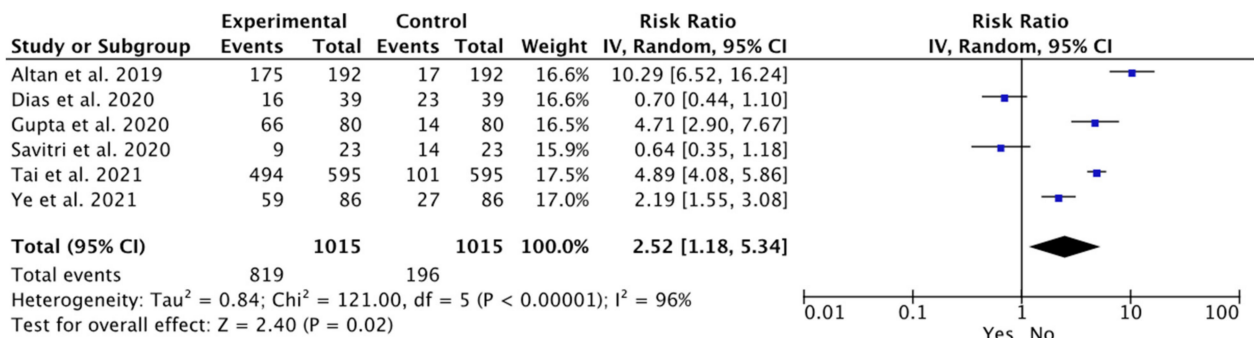 Experimental Control Risk Ratio Risk Ratio
Study or Subgroup Events Total Events Total Weight IV, Random, 95% CI IV, Random, 95% CI
Altan et al. 2019 175 192 17 192 16.6% 10.29 [6.52, 16.24]
Dias et al. 2020 16 39 23 39 16.6% 0.70 [0.44, 1.10]
Gupta et al. 2020 66 80 14 80 16.5% 4.71 [2.90, 7.67]
Savitri et al. 2020 9 23 14 23 15.9% 0.64 [0.35, 1.18]
Tai et al. 2021 494 595 101 595 17.5% 4.89 [4.08, 5.86]
Ye et al. 2021 59 86 27 86 17.0% 2.19 [1.55, 3.08]
Total (95% CI) 1015 1015 100.0% 2.52 [1.18, 5.34]
Total events 819 196
Heterogeneity: Tau² = 0.84; Chi² = 121.00, df = 5 (P < 0.00001); I² = 96%
Test for overall effect: Z = 2.40 (P = 0.02)
0.01 0.1 1 10 100
Yes No